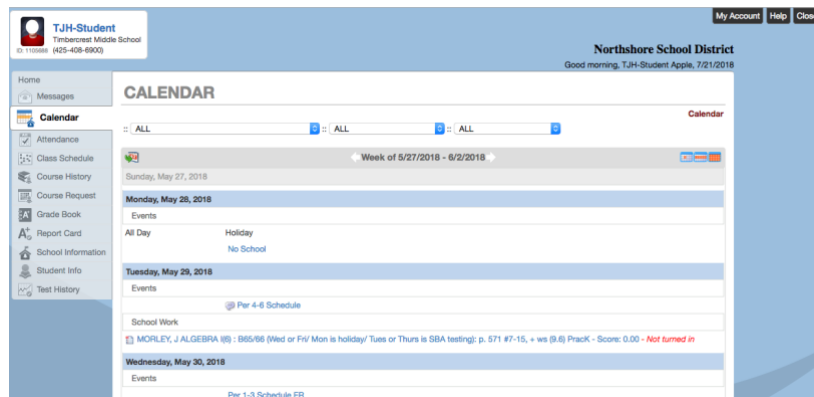 My Account Help Close
TJH-Student
Timbercrest Middle School
ID: (425-408-6900)
Northshore School District
Good morning, TJH-Student Apple, 7/21/2018
Home
Messages
Calendar
Attendance
Class Schedule
Course History
Course Request
Grade Book
Report Card
School Information
Student Info
Test History
CALENDAR
Calendar
:: ALL :: ALL :: ALL
Week of 5/27/2018 - 6/2/2018
Sunday, May 27, 2018
Monday, May 28, 2018
Events
All Day Holiday
No School
Tuesday, May 29, 2018
Events
Per 4-6 Schedule
School Work
MORLEY, J ALGEBRA I(6) : B65/66 (Wed or Fri/ Mon is holiday/ Tues or Thurs is SBA testing): p. 571 #7-15, + ws (9.6) PracK - Score: 0.00 - Not turned in
Wednesday, May 30, 2018
Events
Per 1-3 Schedule ER